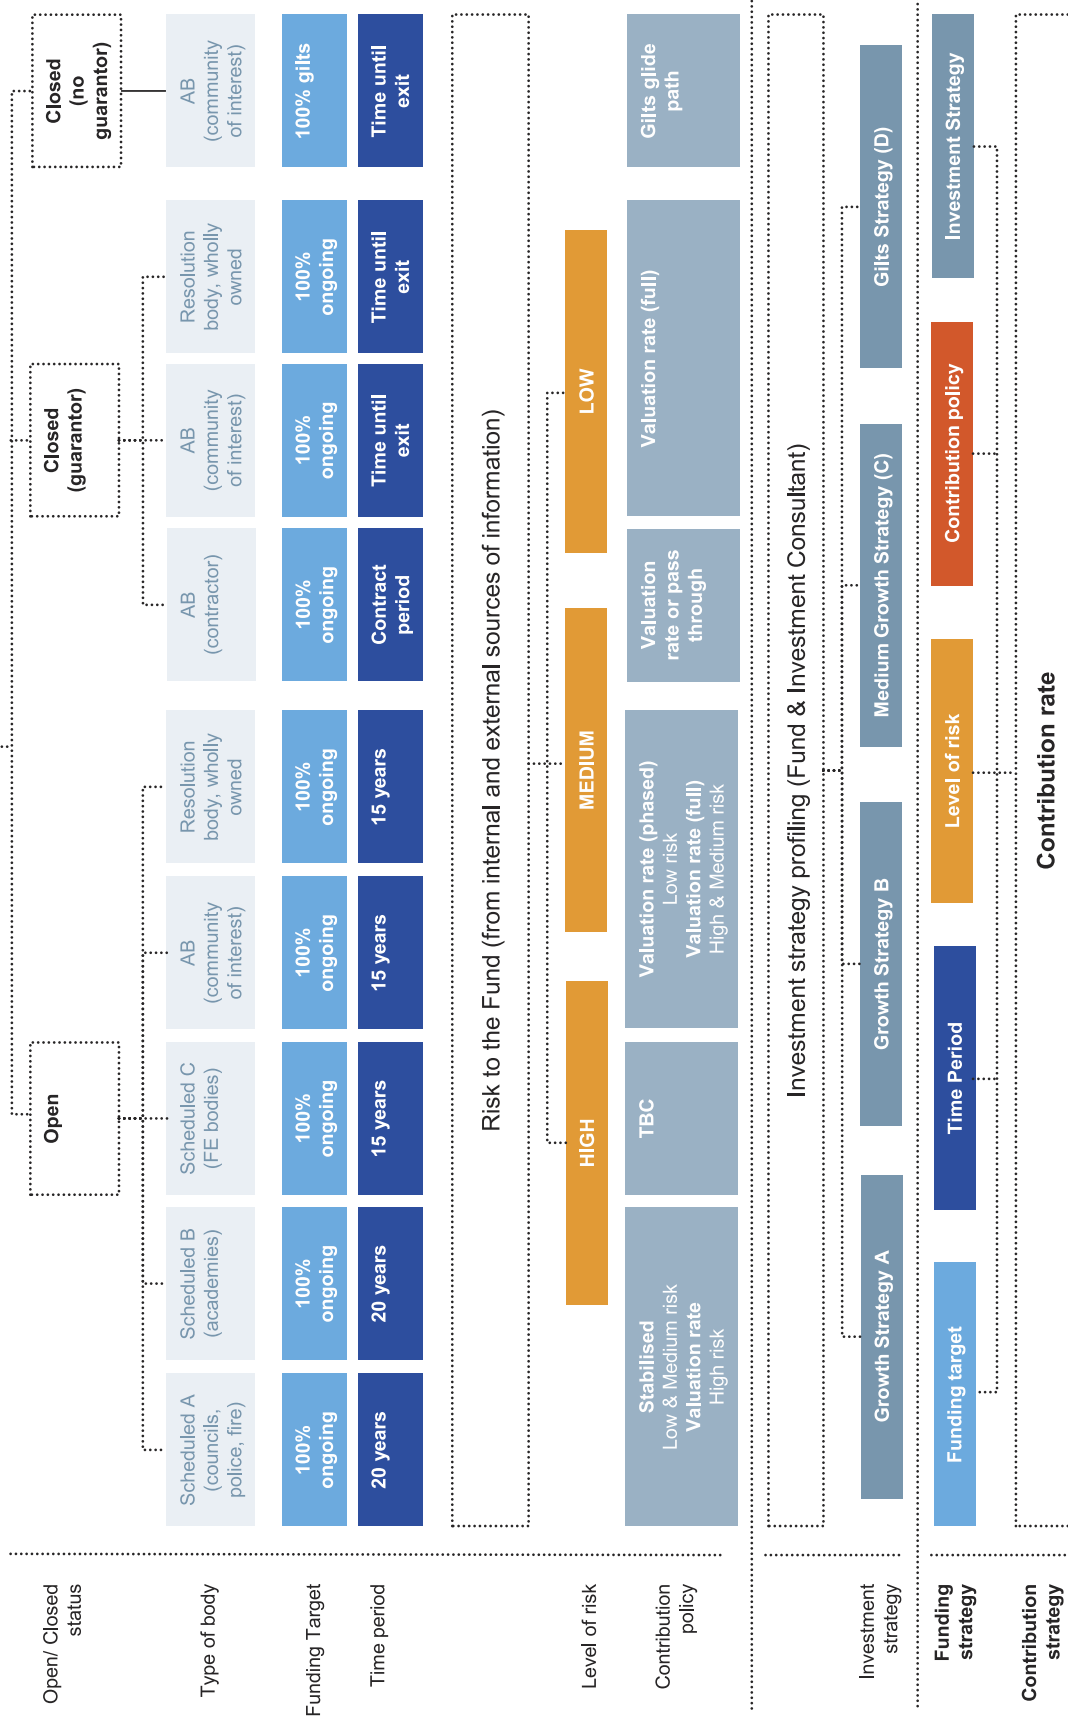 Open/ Closed
status
Open
Closed
(guarantor)
Closed
(no
guarantor)
Type of body
Scheduled A
(councils,
police, fire)
Scheduled B
(academies)
Scheduled C
(FE bodies)
AB
(community
of interest)
Resolution
body, wholly
owned
AB
(contractor)
AB
(community
of interest)
Resolution
body, wholly
owned
AB
(community
of interest)
Funding Target
100%
ongoing
100%
ongoing
100%
ongoing
100%
ongoing
100%
ongoing
100%
ongoing
100%
ongoing
100%
ongoing
100% gilts
Time period
20 years
20 years
15 years
15 years
15 years
Contract
period
Time until
exit
Time until
exit
Time until
exit
Risk to the Fund (from internal and external sources of information)
Level of risk
HIGH
MEDIUM
LOW
Contribution
policy
Stabilised
Low & Medium risk
Valuation rate
High risk
TBC
Valuation rate (phased)
Low risk
Valuation rate (full)
High & Medium risk
Valuation
rate or pass
through
Valuation rate (full)
Gilts glide
path
Investment strategy profiling (Fund & Investment Consultant)
Investment
strategy
Growth Strategy A
Growth Strategy B
Medium Growth Strategy (C)
Gilts Strategy (D)
Funding
strategy
Funding target
Time Period
Level of risk
Contribution policy
Investment Strategy
Contribution
strategy
Contribution rate